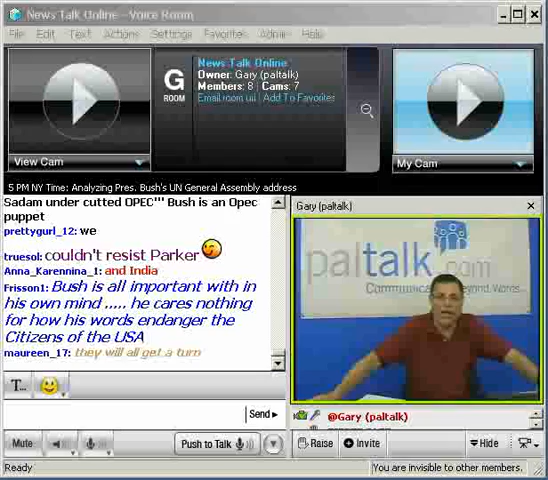 News Talk Online - Voice Room
File Edit Text Actions Settings Favorites Admin Help
View Cam
G
ROOM
News Talk Online
Owner: Gary (paltalk)
Members: 8 | Cams: 7
Email room url | Add To Favorites
My Cam
5 PM NY Time: Analyzing Pres. Bush's UN General Assembly address
Sadam under cutted OPEC''' Bush is an Opec
puppet
prettygurl_12: we
truesol: couldn't resist Parker
Anna_Karennina_1: and India
Frisson1: Bush is all important with in
his own mind ..... he cares nothing
for how his words endanger the
Citizens of the USA
maureen_17: they will all get a turn
T...
Send
Mute
Push to Talk
Gary (paltalk)
paltalk
.com
@Gary (paltalk)
Raise
Invite
Hide
Ready
You are invisible to other members.